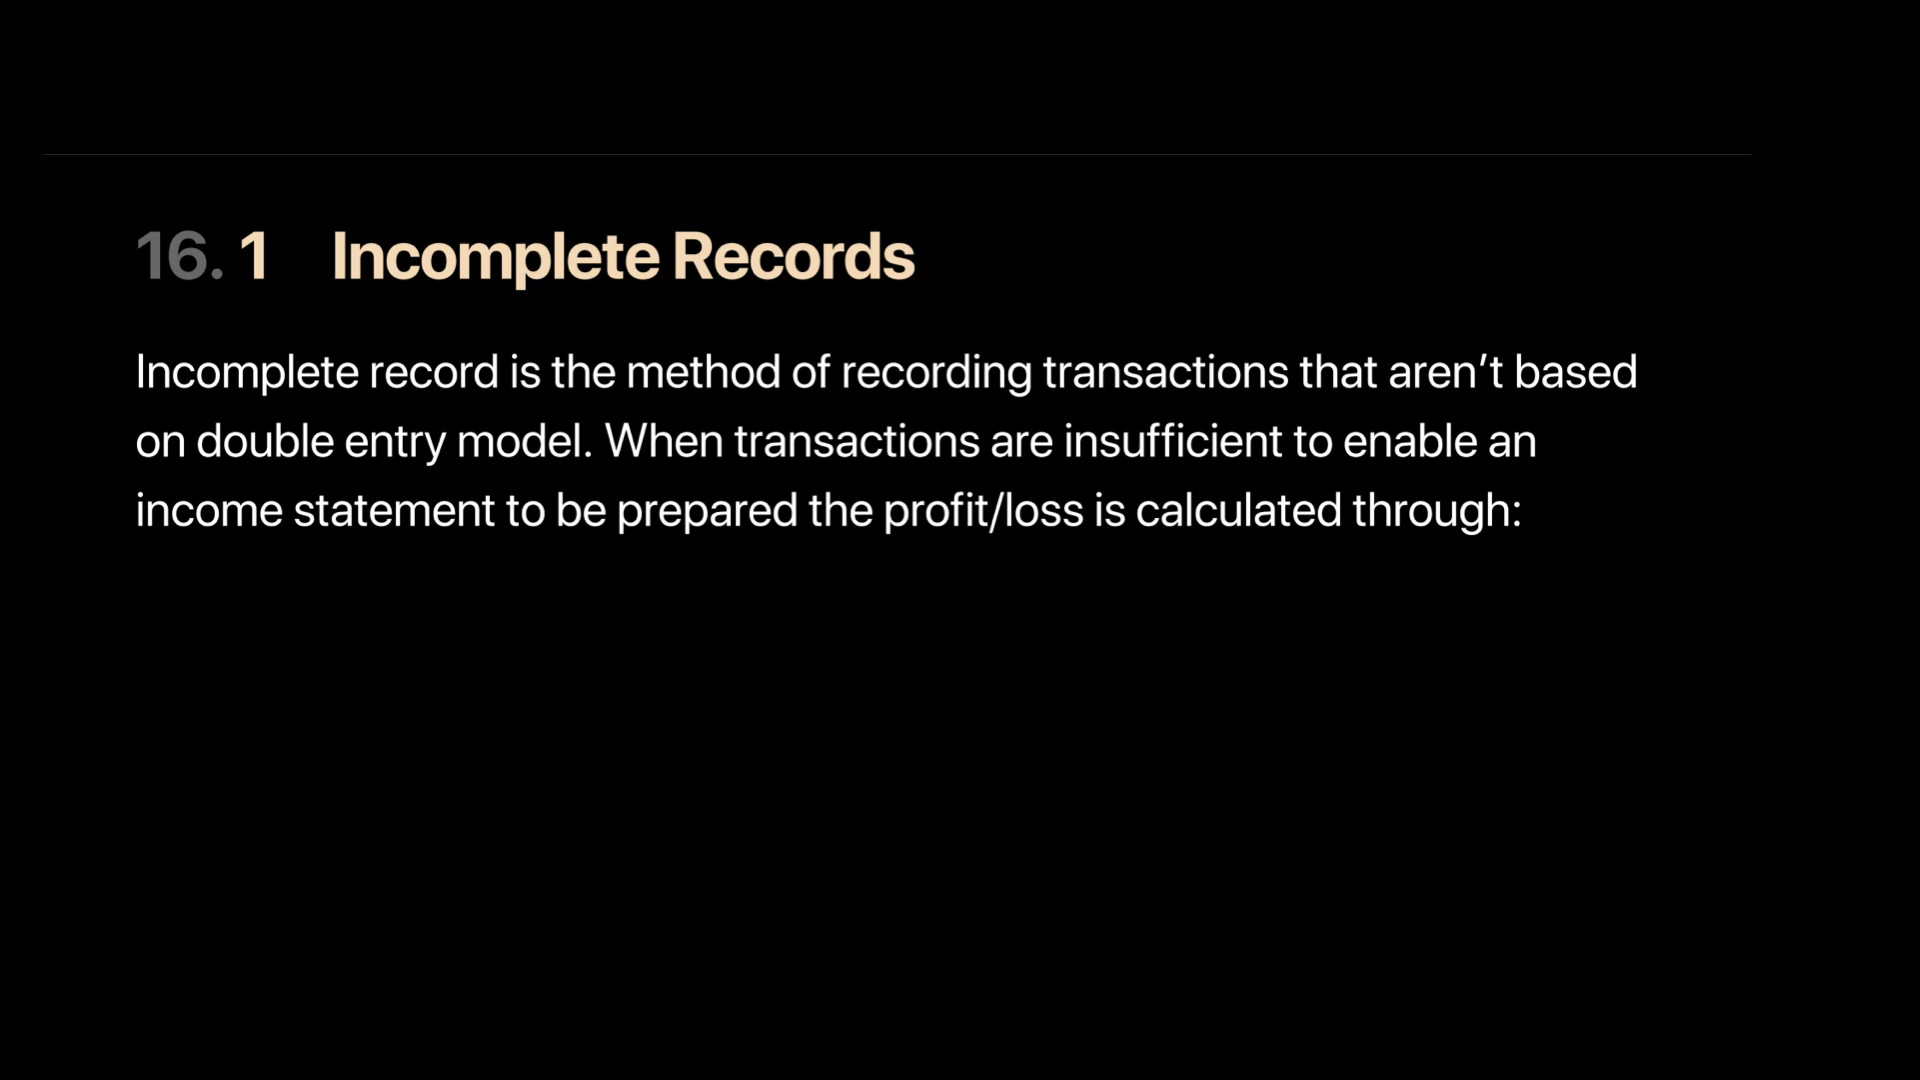 16. 1 Incomplete Records
Incomplete record is the method of recording transactions that aren’t based
on double entry model. When transactions are insufficient to enable an
income statement to be prepared the profit/loss is calculated through: